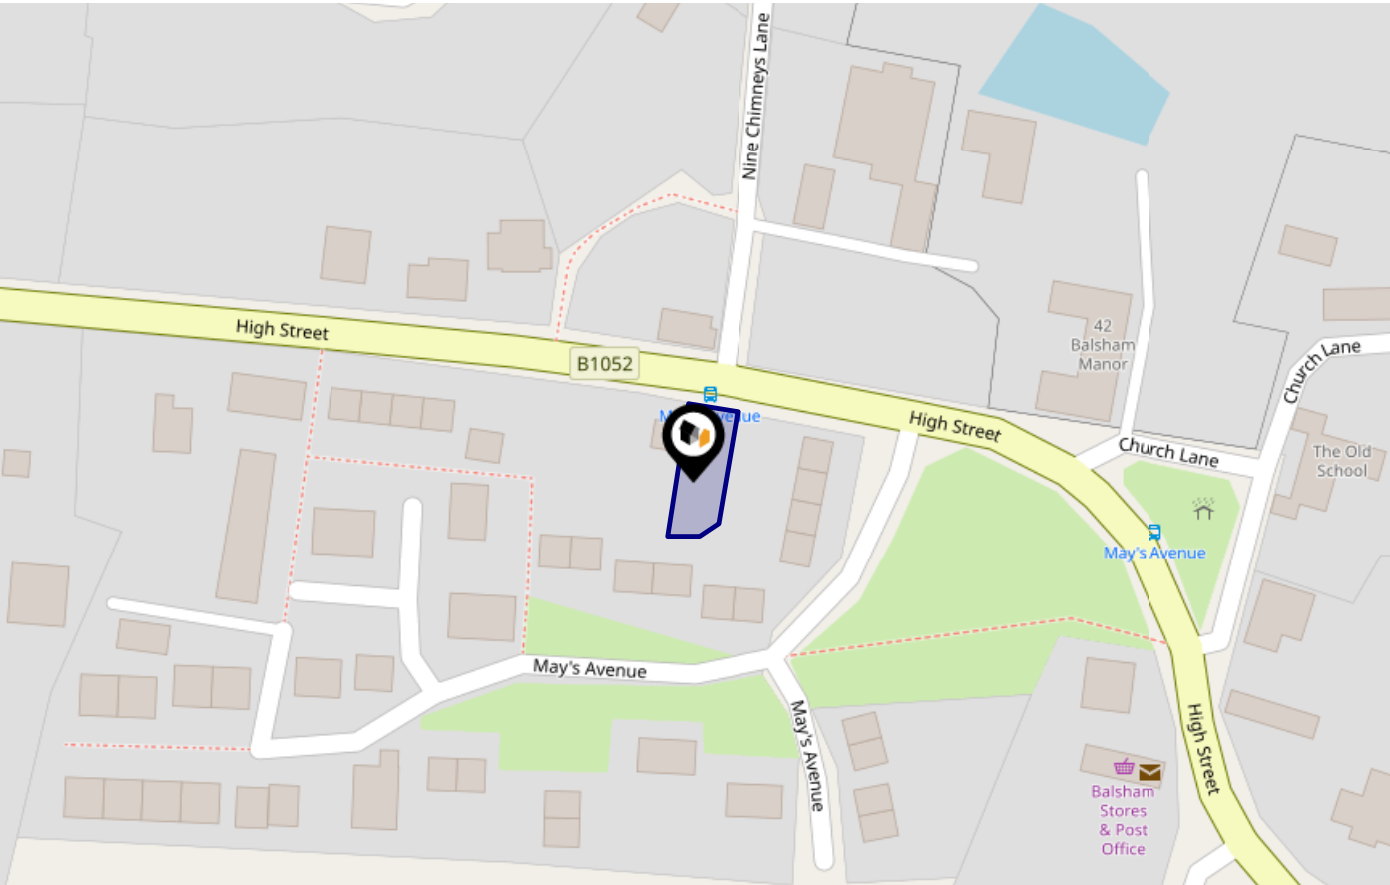 Nine Chimneys Lane
High Street
B1052
42
Balsham
Manor
Church Lane
High Street
Church Lane
The Old
School
May's Avenue
May's Avenue
May's Avenue
High Street
Balsham
Stores
& Post
Office